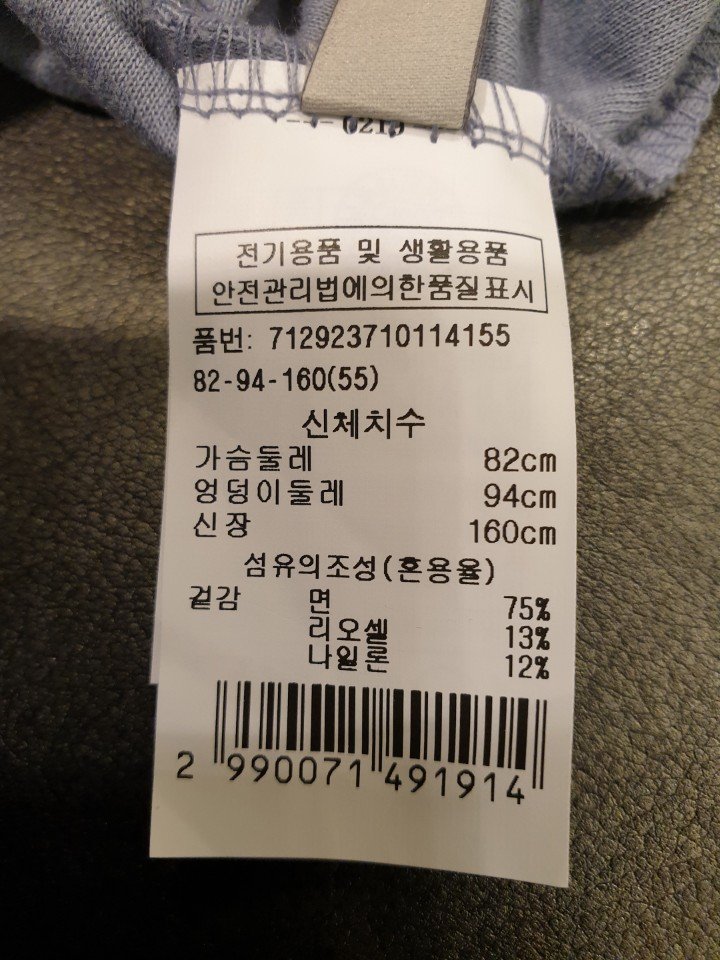 전기용품 및 생활용품
안전관리법에의한품질표시
품번: 712923710114155
82-94-160(55)
신체치수
가슴둘레 82cm
엉덩이둘레 94cm
신장 160cm
섬유의조성(혼용율)
겉감 면 75%
리오셀 13%
나일론 12%
2 990071 491914